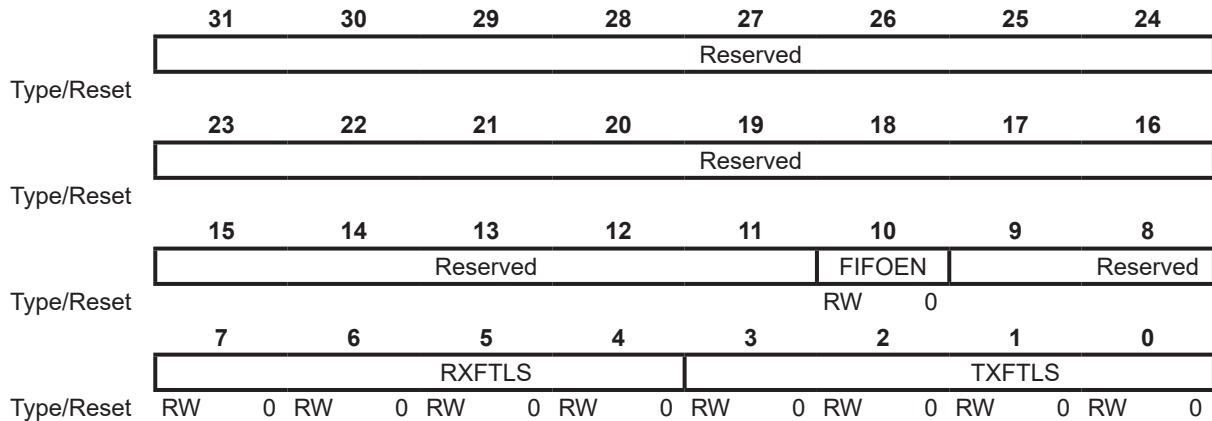 31 30 29 28 27 26 25 24
Reserved
Type/Reset
23 22 21 20 19 18 17 16
Reserved
Type/Reset
15 14 13 12 11 10 9 8
Reserved FIFOEN Reserved
Type/Reset RW 0
7 6 5 4 3 2 1 0
RXFTLS TXFTLS
Type/Reset RW 0 RW 0 RW 0 RW 0 RW 0 RW 0 RW 0 RW 0